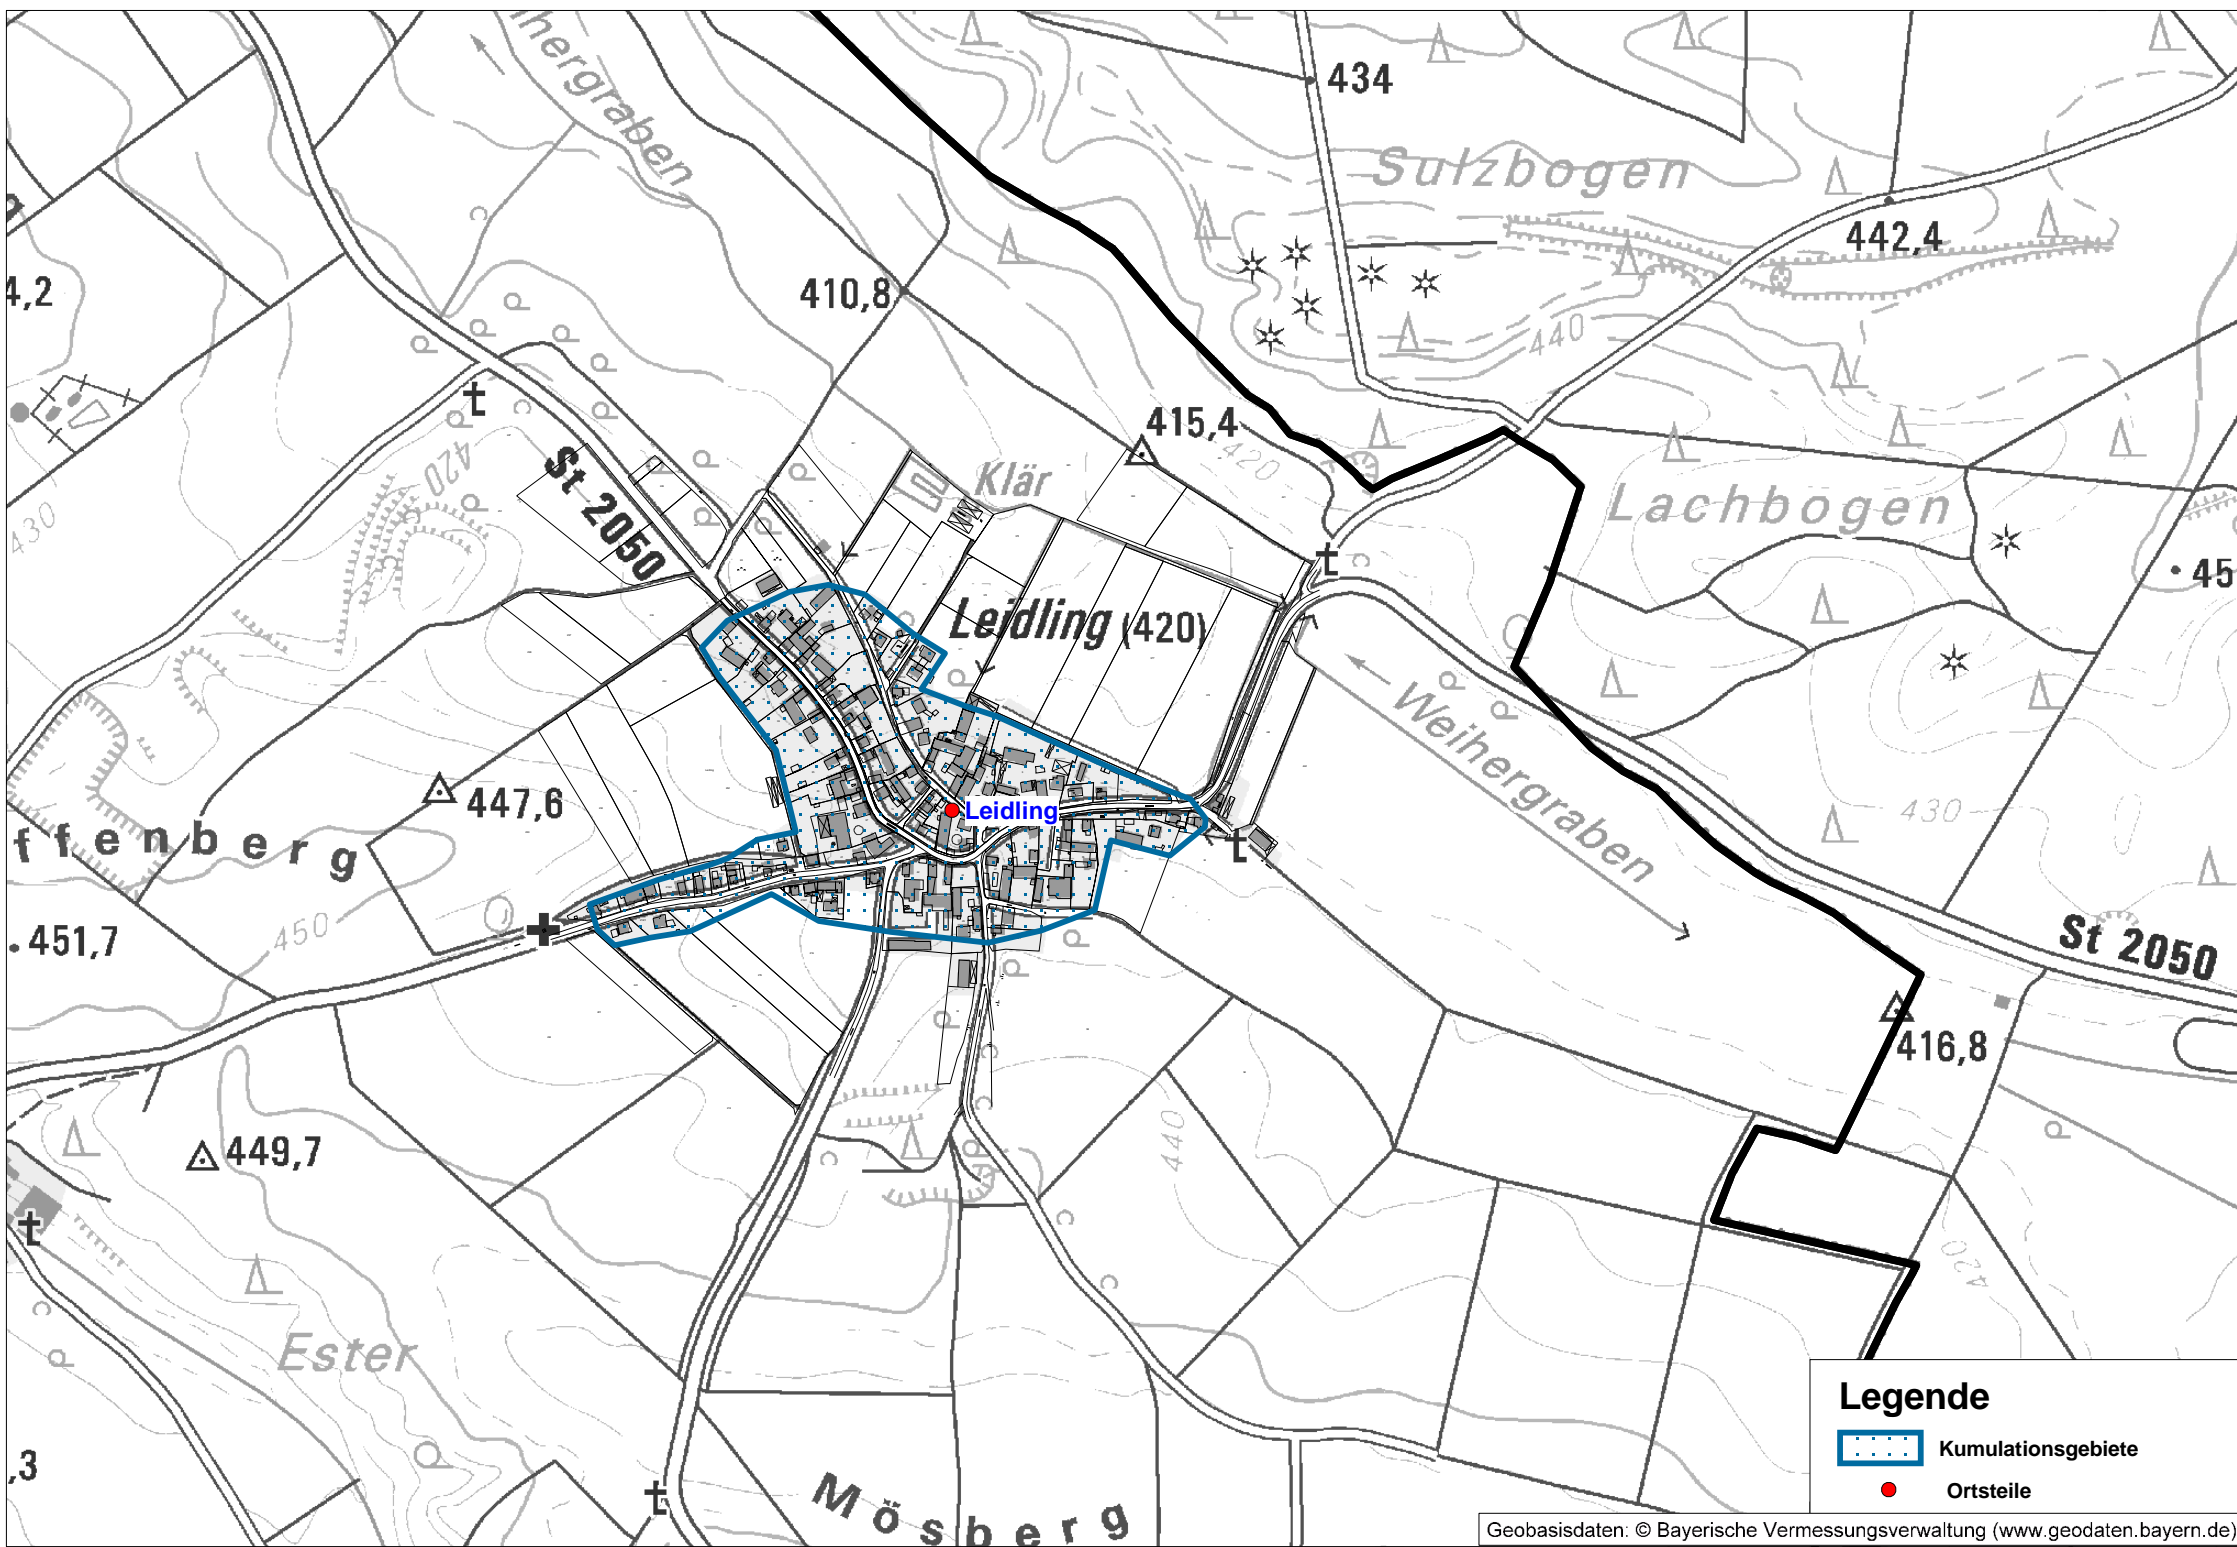 ihergraben
434
Sulzbogen
442,4
4,2
410,8
440
415,4
420
Klär
420
St 2050
430
Lachbogen
45
Leidling (420)
Weihergraben
447,6
Leidling
430
ffenberg
450
451,7
St 2050
416,8
440
449,7
420
Ester
,3
Mösberg
Legende
Kumulationsgebiete
Ortsteile
Geobasisdaten: © Bayerische Vermessungsverwaltung (www.geodaten.bayern.de)